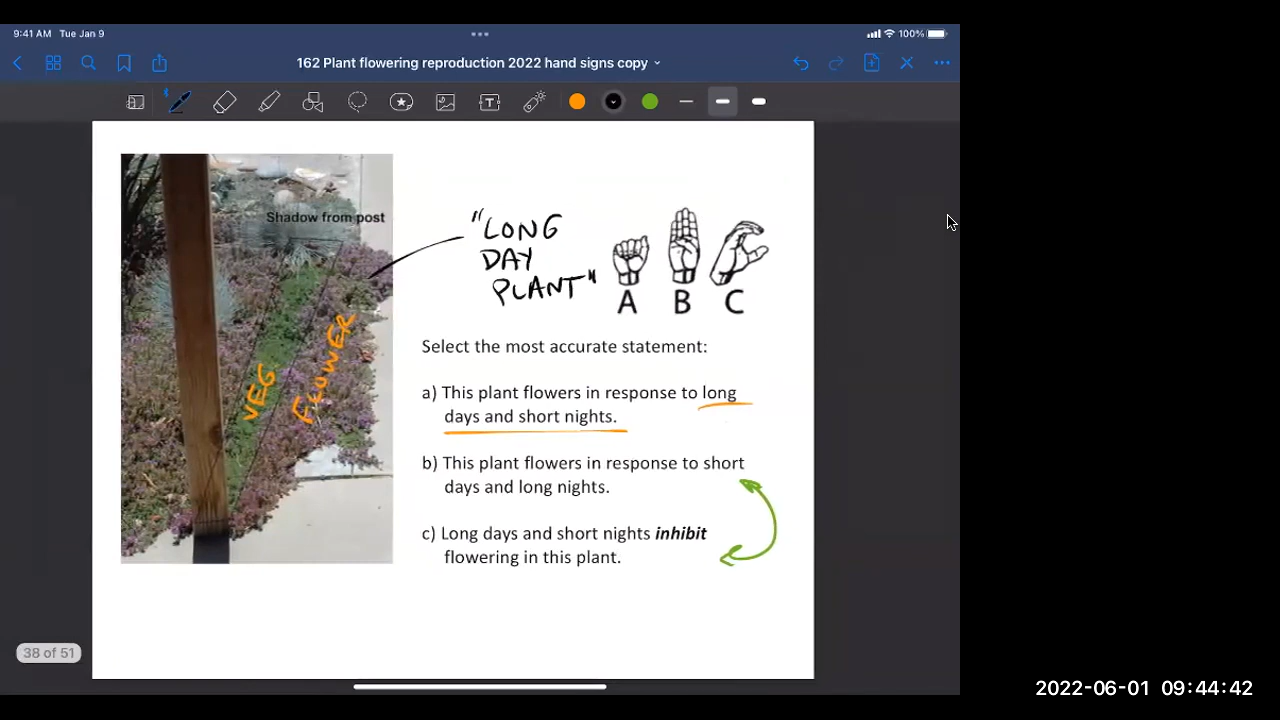 9:41 AM Tue Jan 9
100%
162 Plant flowering reproduction 2022 hand signs copy
Shadow from post
VEG
FLOWER
"LONG
DAY
PLANT"
A B C
Select the most accurate statement:
a) This plant flowers in response to long
days and short nights.
b) This plant flowers in response to short
days and long nights.
c) Long days and short nights inhibit
flowering in this plant.
38 of 51
2022-06-01 09:44:42